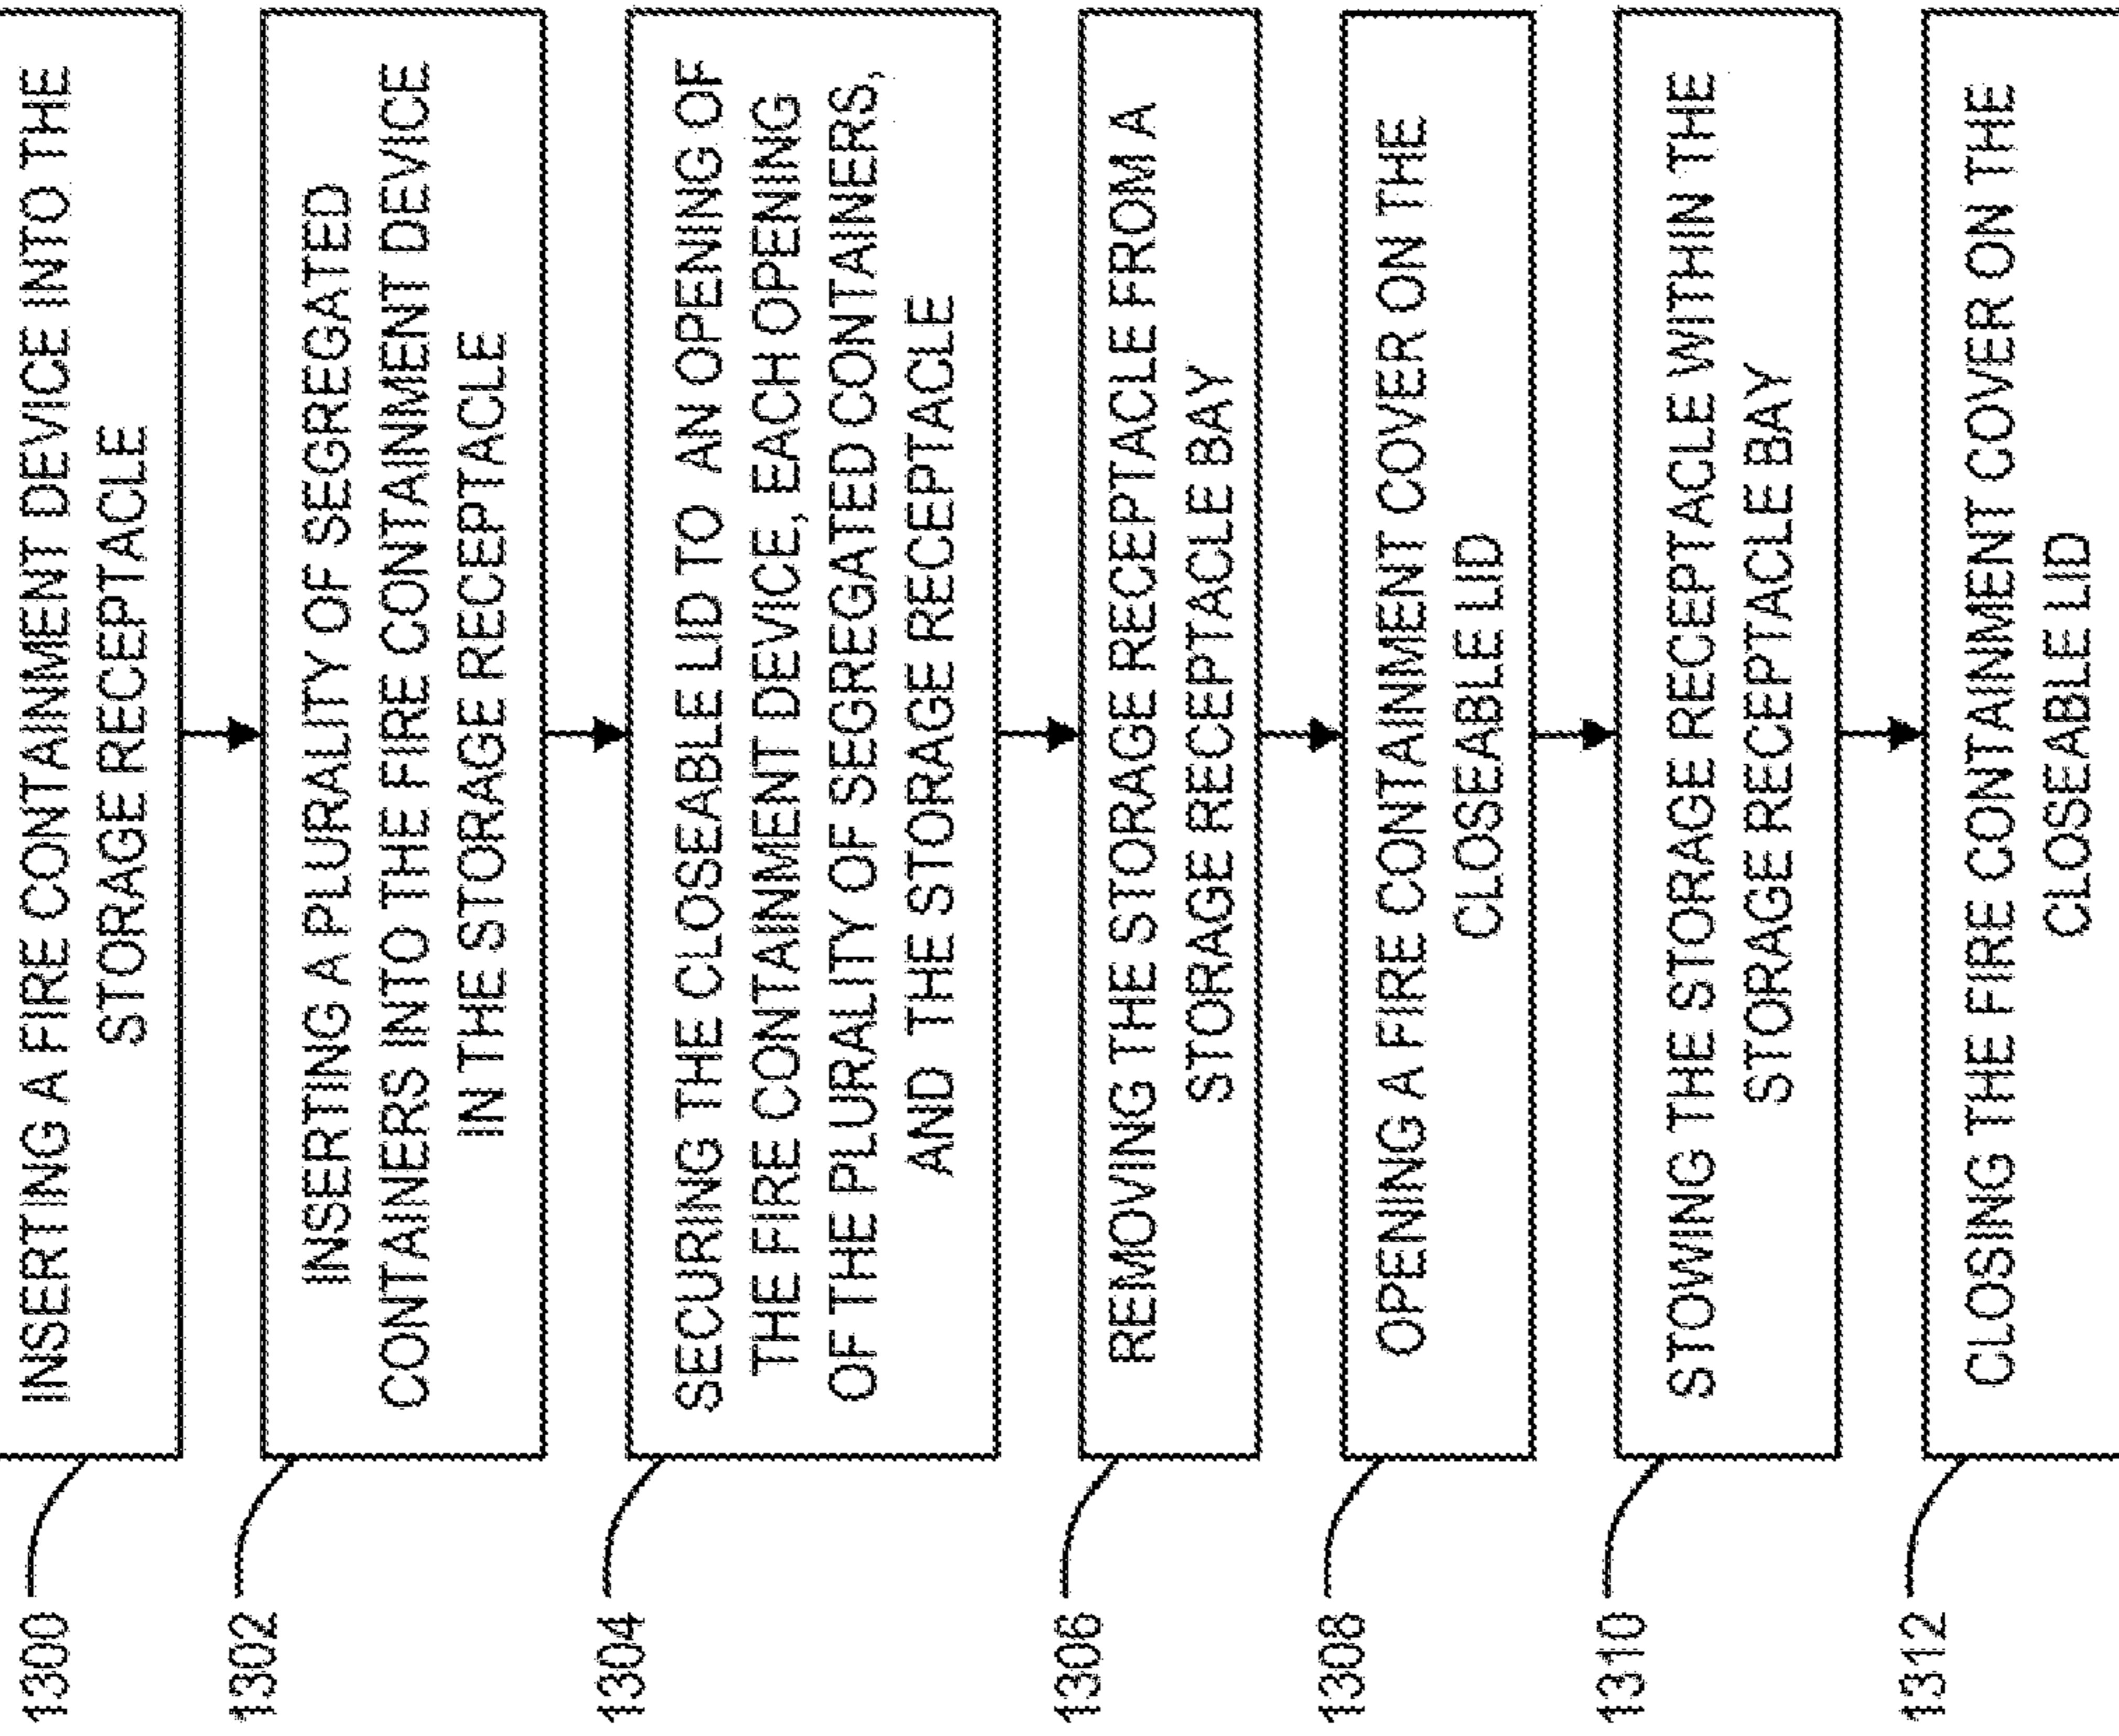 1300
INSERTING A FIRE CONTAINMENT DEVICE INTO THE
STORAGE RECEPTACLE
1302
INSERTING A PLURALITY OF SEGREGATED
CONTAINERS INTO THE FIRE CONTAINMENT DEVICE
IN THE STORAGE RECEPTACLE
1304
SECURING THE CLOSEABLE LID TO AN OPENING OF
THE FIRE CONTAINMENT DEVICE, EACH OPENING
OF THE PLURALITY OF SEGREGATED CONTAINERS,
AND THE STORAGE RECEPTACLE
1306
REMOVING THE STORAGE RECEPTACLE FROM A
STORAGE RECEPTACLE BAY
1308
OPENING A FIRE CONTAINMENT COVER ON THE
CLOSEABLE LID
1310
STOWING THE STORAGE RECEPTACLE WITHIN THE
STORAGE RECEPTACLE BAY
1312
CLOSING THE FIRE CONTAINMENT COVER ON THE
CLOSEABLE LID